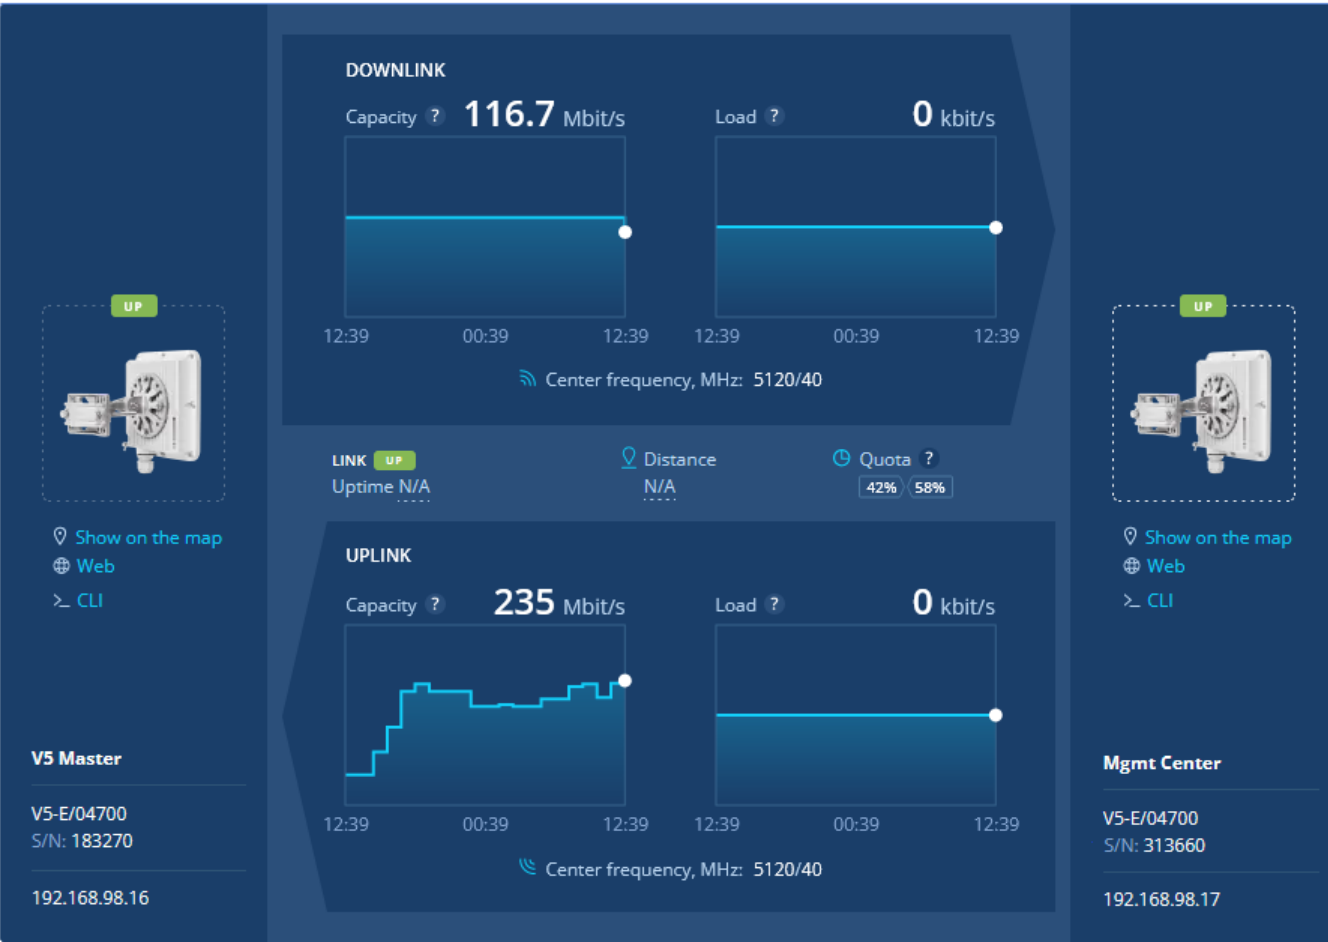 DOWNLINK
Capacity ? 116.7 Mbit/s
Load ? 0 kbit/s
12:39 00:39 12:39
12:39 00:39 12:39
Center frequency, MHz: 5120/40
UP
UP
LINK UP
Uptime N/A
Distance
N/A
Quota ?
42% 58%
Show on the map
Web
>_ CLI
Show on the map
Web
>_ CLI
UPLINK
Capacity ? 235 Mbit/s
Load ? 0 kbit/s
12:39 00:39 12:39
12:39 00:39 12:39
Center frequency, MHz: 5120/40
V5 Master
V5-E/04700
S/N: 183270
192.168.98.16
Mgmt Center
V5-E/04700
S/N: 313660
192.168.98.17